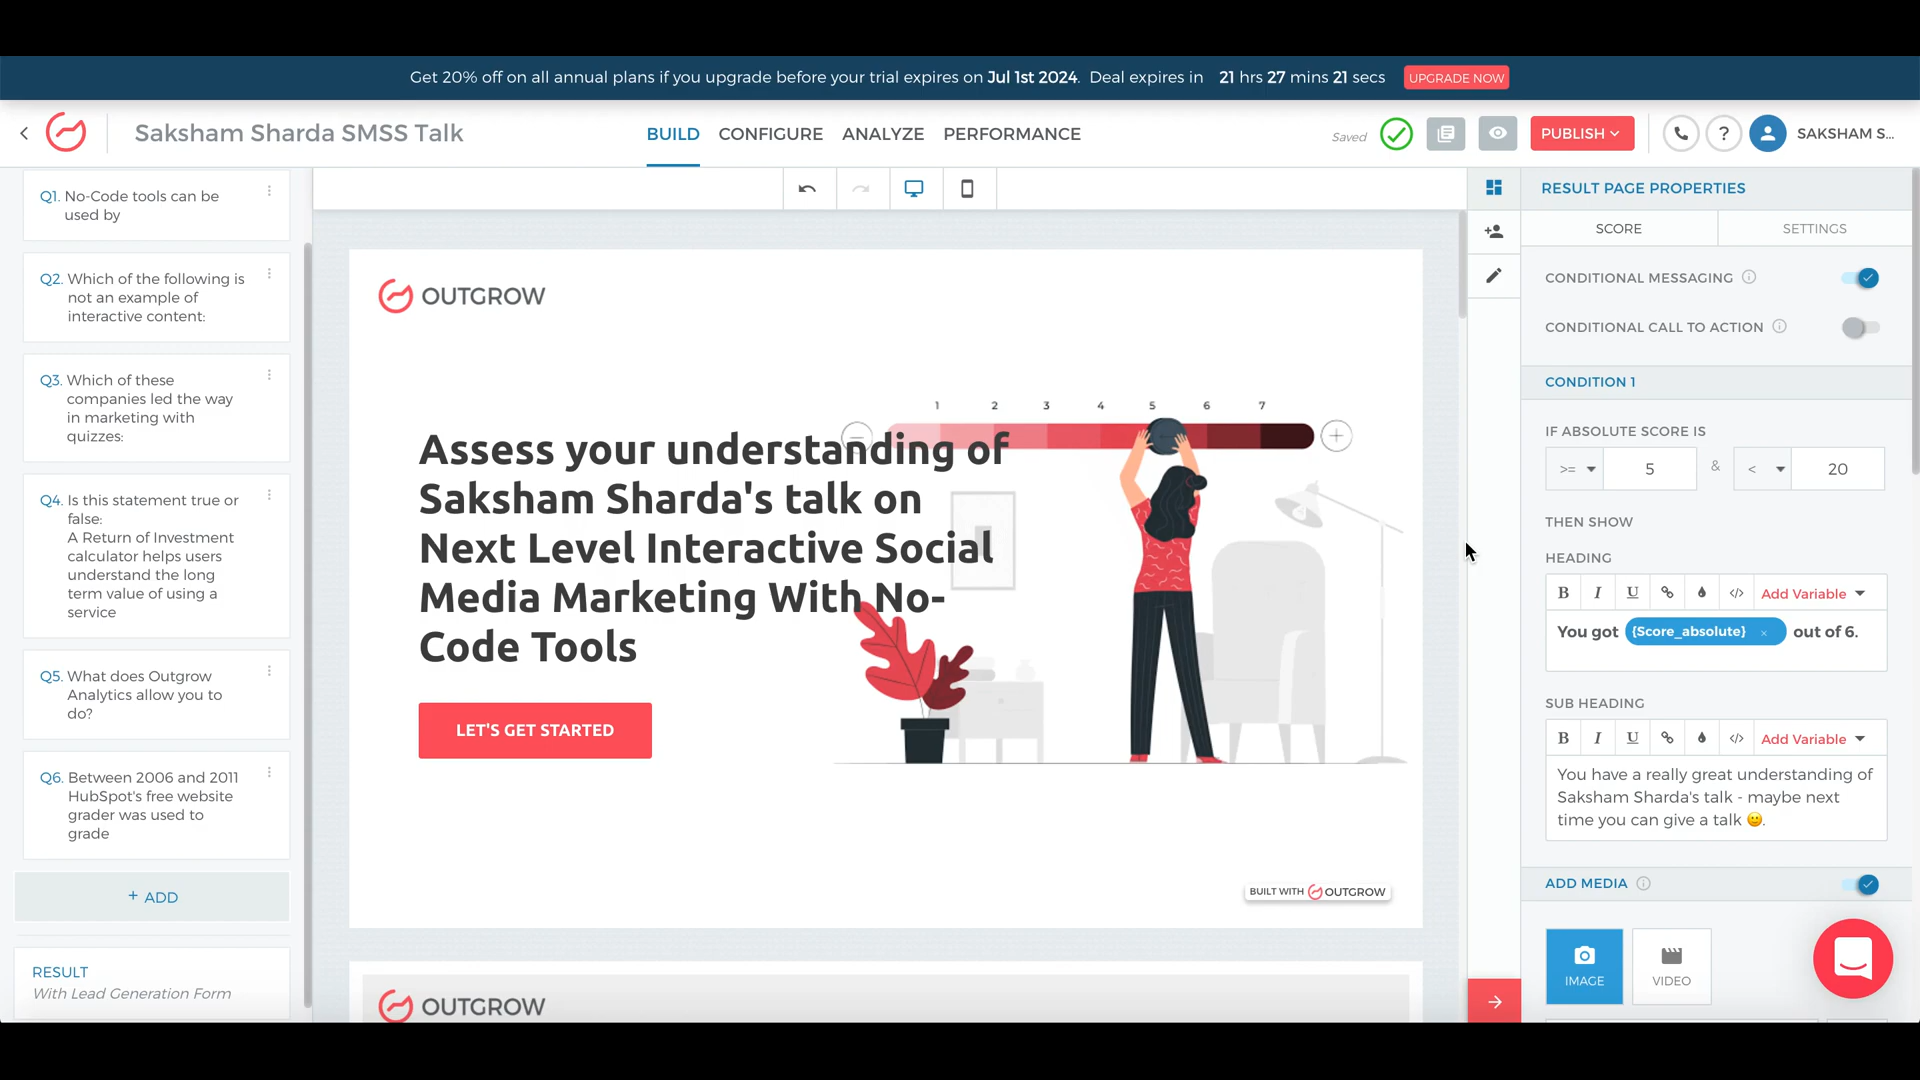 Get 20% off on all annual plans if you upgrade before your trial expires on Jul 1st 2024. Deal expires in 21 hrs 27 mins 21 secs UPGRADE NOW
Saksham Sharda SMSS Talk
BUILD CONFIGURE ANALYZE PERFORMANCE
Saved
PUBLISH
?
SAKSHAM S...
Q1. No-Code tools can be
used by
Q2. Which of the following is
not an example of
interactive content:
Q3. Which of these
companies led the way
in marketing with
quizzes:
Q4. Is this statement true or
false:
A Return of Investment
calculator helps users
understand the long
term value of using a
service
Q5. What does Outgrow
Analytics allow you to
do?
Q6. Between 2006 and 2011
HubSpot's free website
grader was used to
grade
+ ADD
RESULT
With Lead Generation Form
OUTGROW
1 2 3 4 5 6 7
Assess your understanding of
Saksham Sharda's talk on
Next Level Interactive Social
Media Marketing With No-
Code Tools
LET'S GET STARTED
BUILT WITH OUTGROW
OUTGROW
RESULT PAGE PROPERTIES
SCORE SETTINGS
CONDITIONAL MESSAGING
CONDITIONAL CALL TO ACTION
CONDITION 1
IF ABSOLUTE SCORE IS
>= 5 & < 20
THEN SHOW
HEADING
B I U </> Add Variable
You got {Score_absolute} × out of 6.
SUB HEADING
B I U </> Add Variable
You have a really great understanding of
Saksham Sharda's talk - maybe next
time you can give a talk 🙂.
ADD MEDIA
IMAGE VIDEO